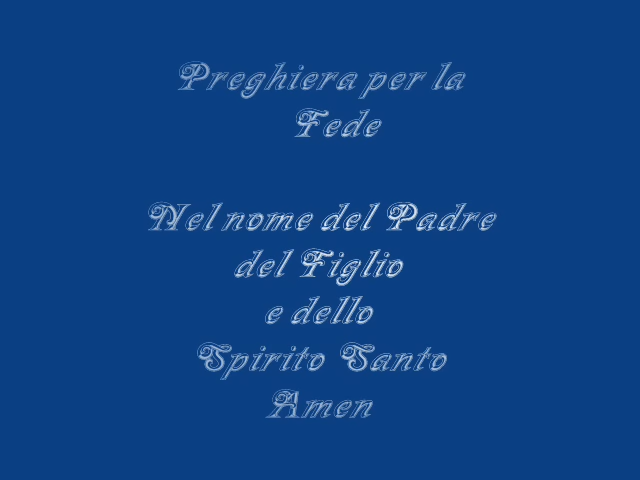 Preghiera per la
Fede
Nel nome del Padre
del Figlio
e dello
Spirito Santo
Amen